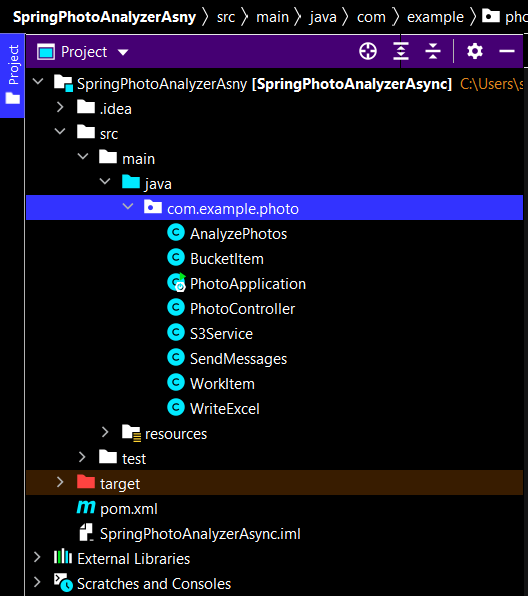 SpringPhotoAnalyzerAsny > src > main > java > com > example > pho
Project
Project
SpringPhotoAnalyzerAsny [SpringPhotoAnalyzerAsync] C:\Users\s
.idea
src
main
java
com.example.photo
AnalyzePhotos
BucketItem
PhotoApplication
PhotoController
S3Service
SendMessages
WorkItem
WriteExcel
resources
test
target
pom.xml
SpringPhotoAnalyzerAsync.iml
External Libraries
Scratches and Consoles